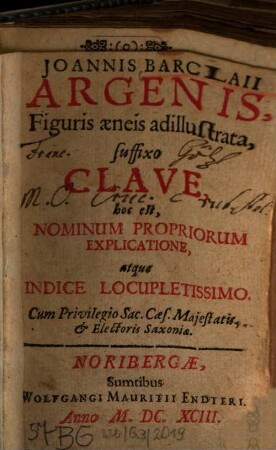 JOANNIS BARCLAII
ARGENIS,
Figuris æneis adillustrata,
suffixo
CLAVE,
hoc est,
NOMINUM PROPRIORUM
EXPLICATIONE,
atque
INDICE LOCUPLETISSIMO.
Cum Privilegio Sac. Cæs. Majestatis,
& Electoris Saxoniæ.
NORIBERGÆ,
Sumtibus
WOLFGANGI MAURITII ENDTERI.
Anno M. DC. XCIII.